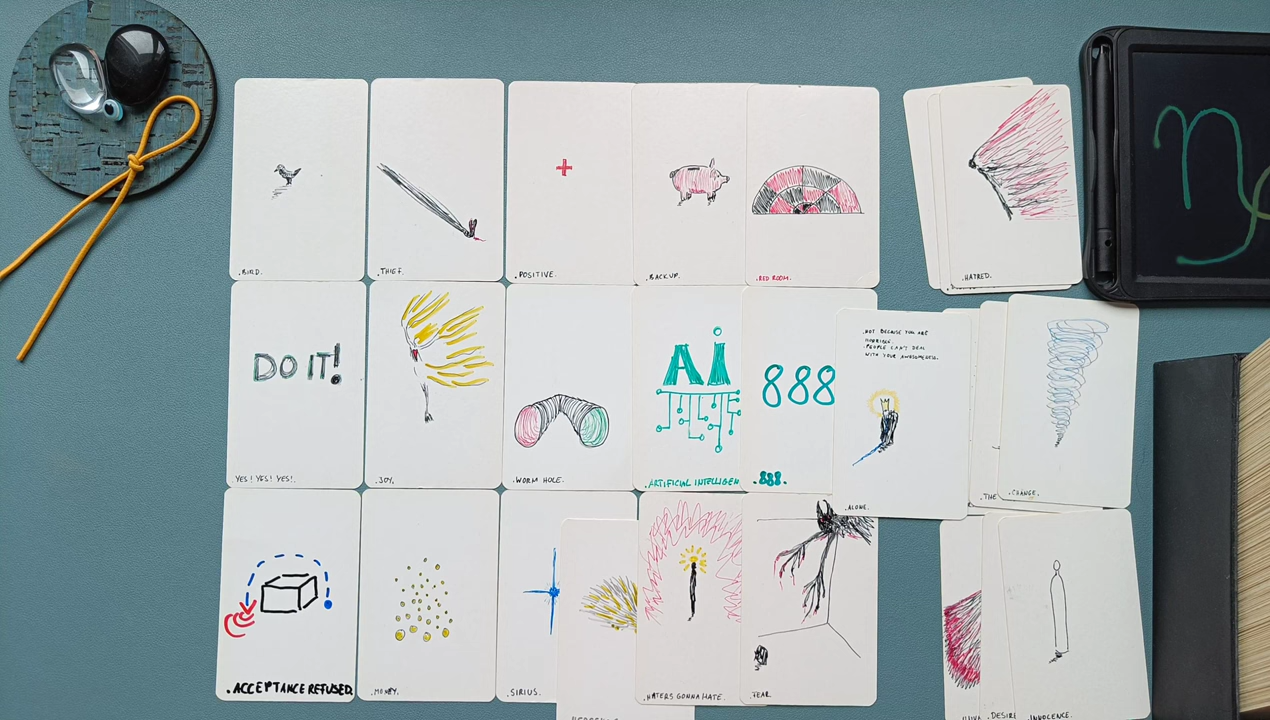 .BIRD.
.THIEF.
.POSITIVE.
.BACK UP.
.RED ROOM.
.HATRED.
DO IT!
YES! YES! YES!.
.JOY.
.WORM HOLE.
Ai
.ARTIFICIAL INTELLIGEN
888
.888.
.NOT BECAUSE YOU ARE
HORRIBLE.
.PEOPLE CAN'T DEAL
WITH YOUR AWESOMENESS.
.ALONE.
.THE
.CHANGE.
.ACCEPTANCE REFUSED.
.MONEY.
.SIRIUS.
.HATERS GONNA HATE.
.FEAR
.DESIRE
.INNOCENCE.